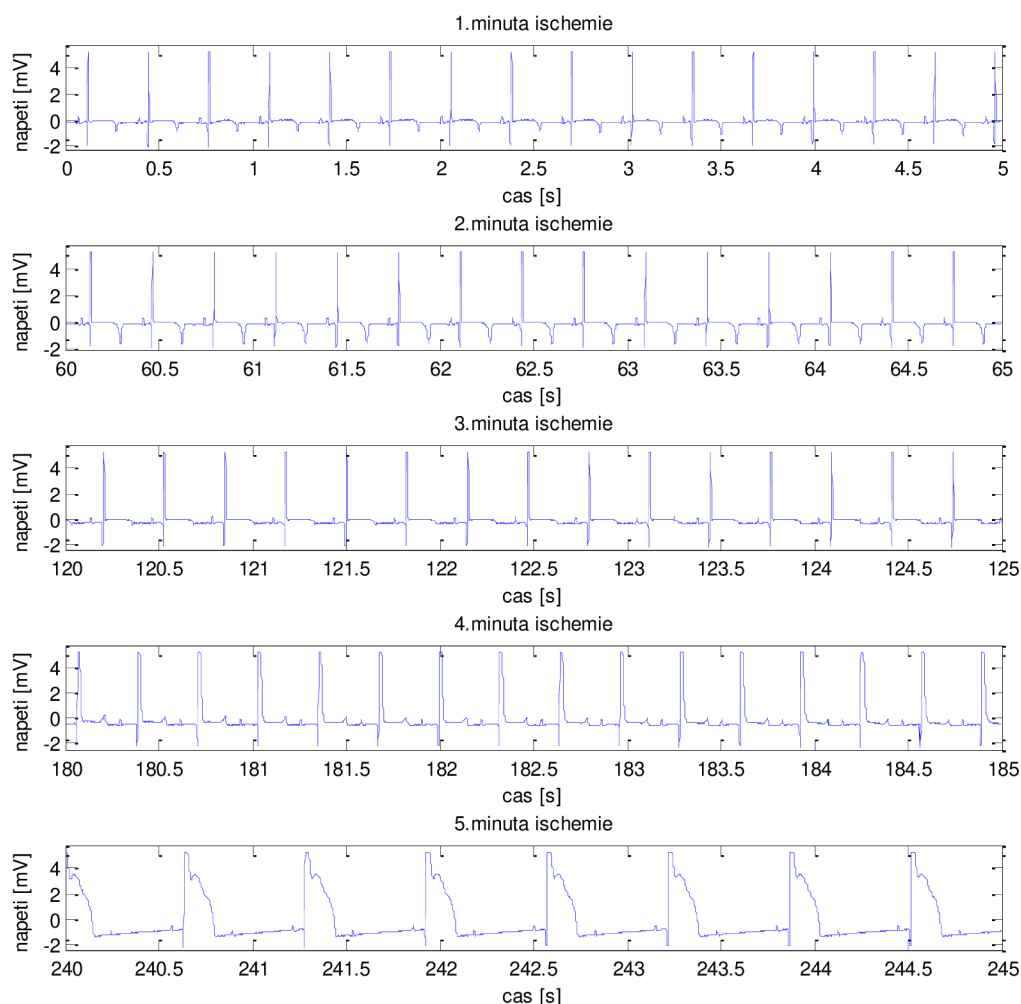 1.minuta ischemie
napeti [mV]
4
2
0
-2
0 0.5 1 1.5 2 2.5 3 3.5 4 4.5 5
cas [s]
2.minuta ischemie
napeti [mV]
4
2
0
-2
60 60.5 61 61.5 62 62.5 63 63.5 64 64.5 65
cas [s]
3.minuta ischemie
napeti [mV]
4
2
0
-2
120 120.5 121 121.5 122 122.5 123 123.5 124 124.5 125
cas [s]
4.minuta ischemie
napeti [mV]
4
2
0
-2
180 180.5 181 181.5 182 182.5 183 183.5 184 184.5 185
cas [s]
5.minuta ischemie
napeti [mV]
4
2
0
-2
240 240.5 241 241.5 242 242.5 243 243.5 244 244.5 245
cas [s]